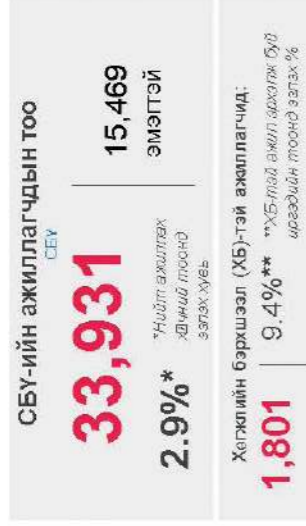 СБҮ-ийн ажиллагчдын тоо
СБҮ
33,931
15,469
эмэгтэй
2.9%*
*Нийт ажиллах
хүчний тоонд
эзлэх хувь
Хөгжлийн бэрхшээл (ХБ)-тэй ажиллагчид:
1,801
9.4%**
**ХБ-тэй ажил эрхэлж буй
иргэдийн тоонд эзлэх %